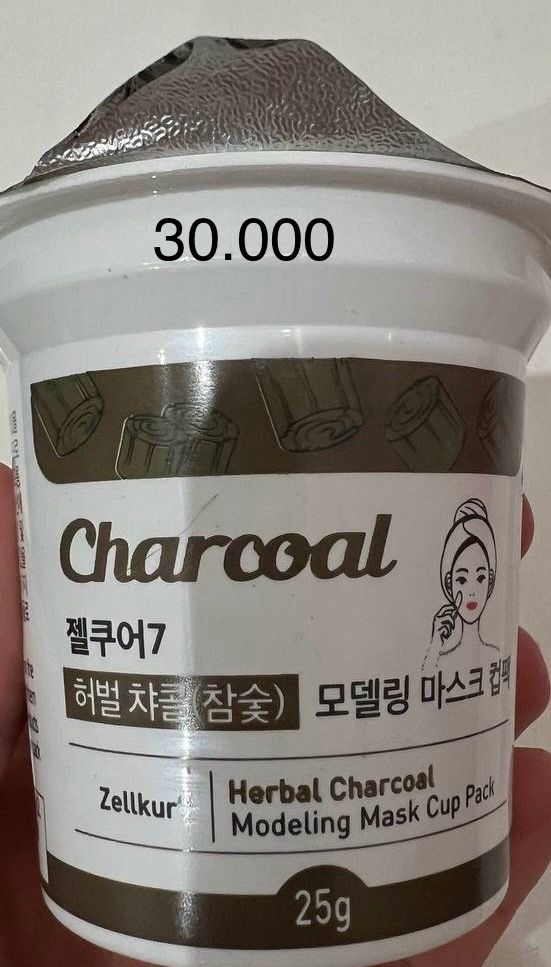 30.000
Charcoal
젤쿠어7
허벌 챠콜(참숯) 모델링 마스크 컵팩
Zellkur
Herbal Charcoal
Modeling Mask Cup Pack
25g